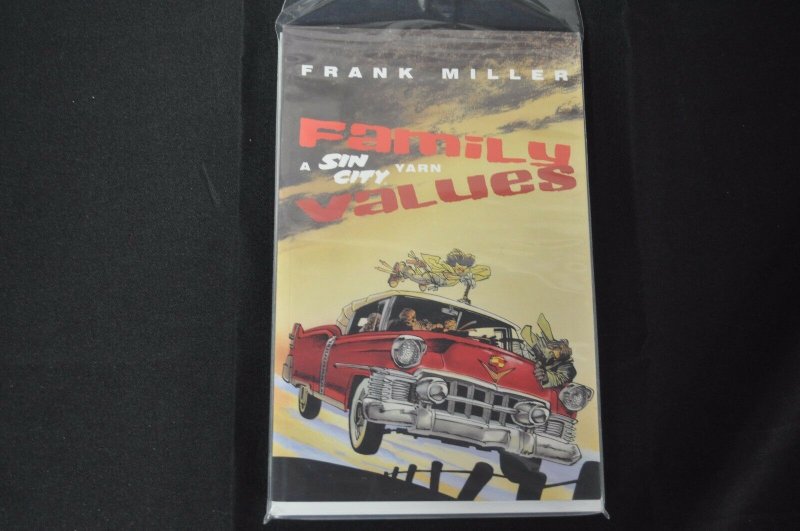 FRANK MILLER
Family
A SIN CITY YARN
Values